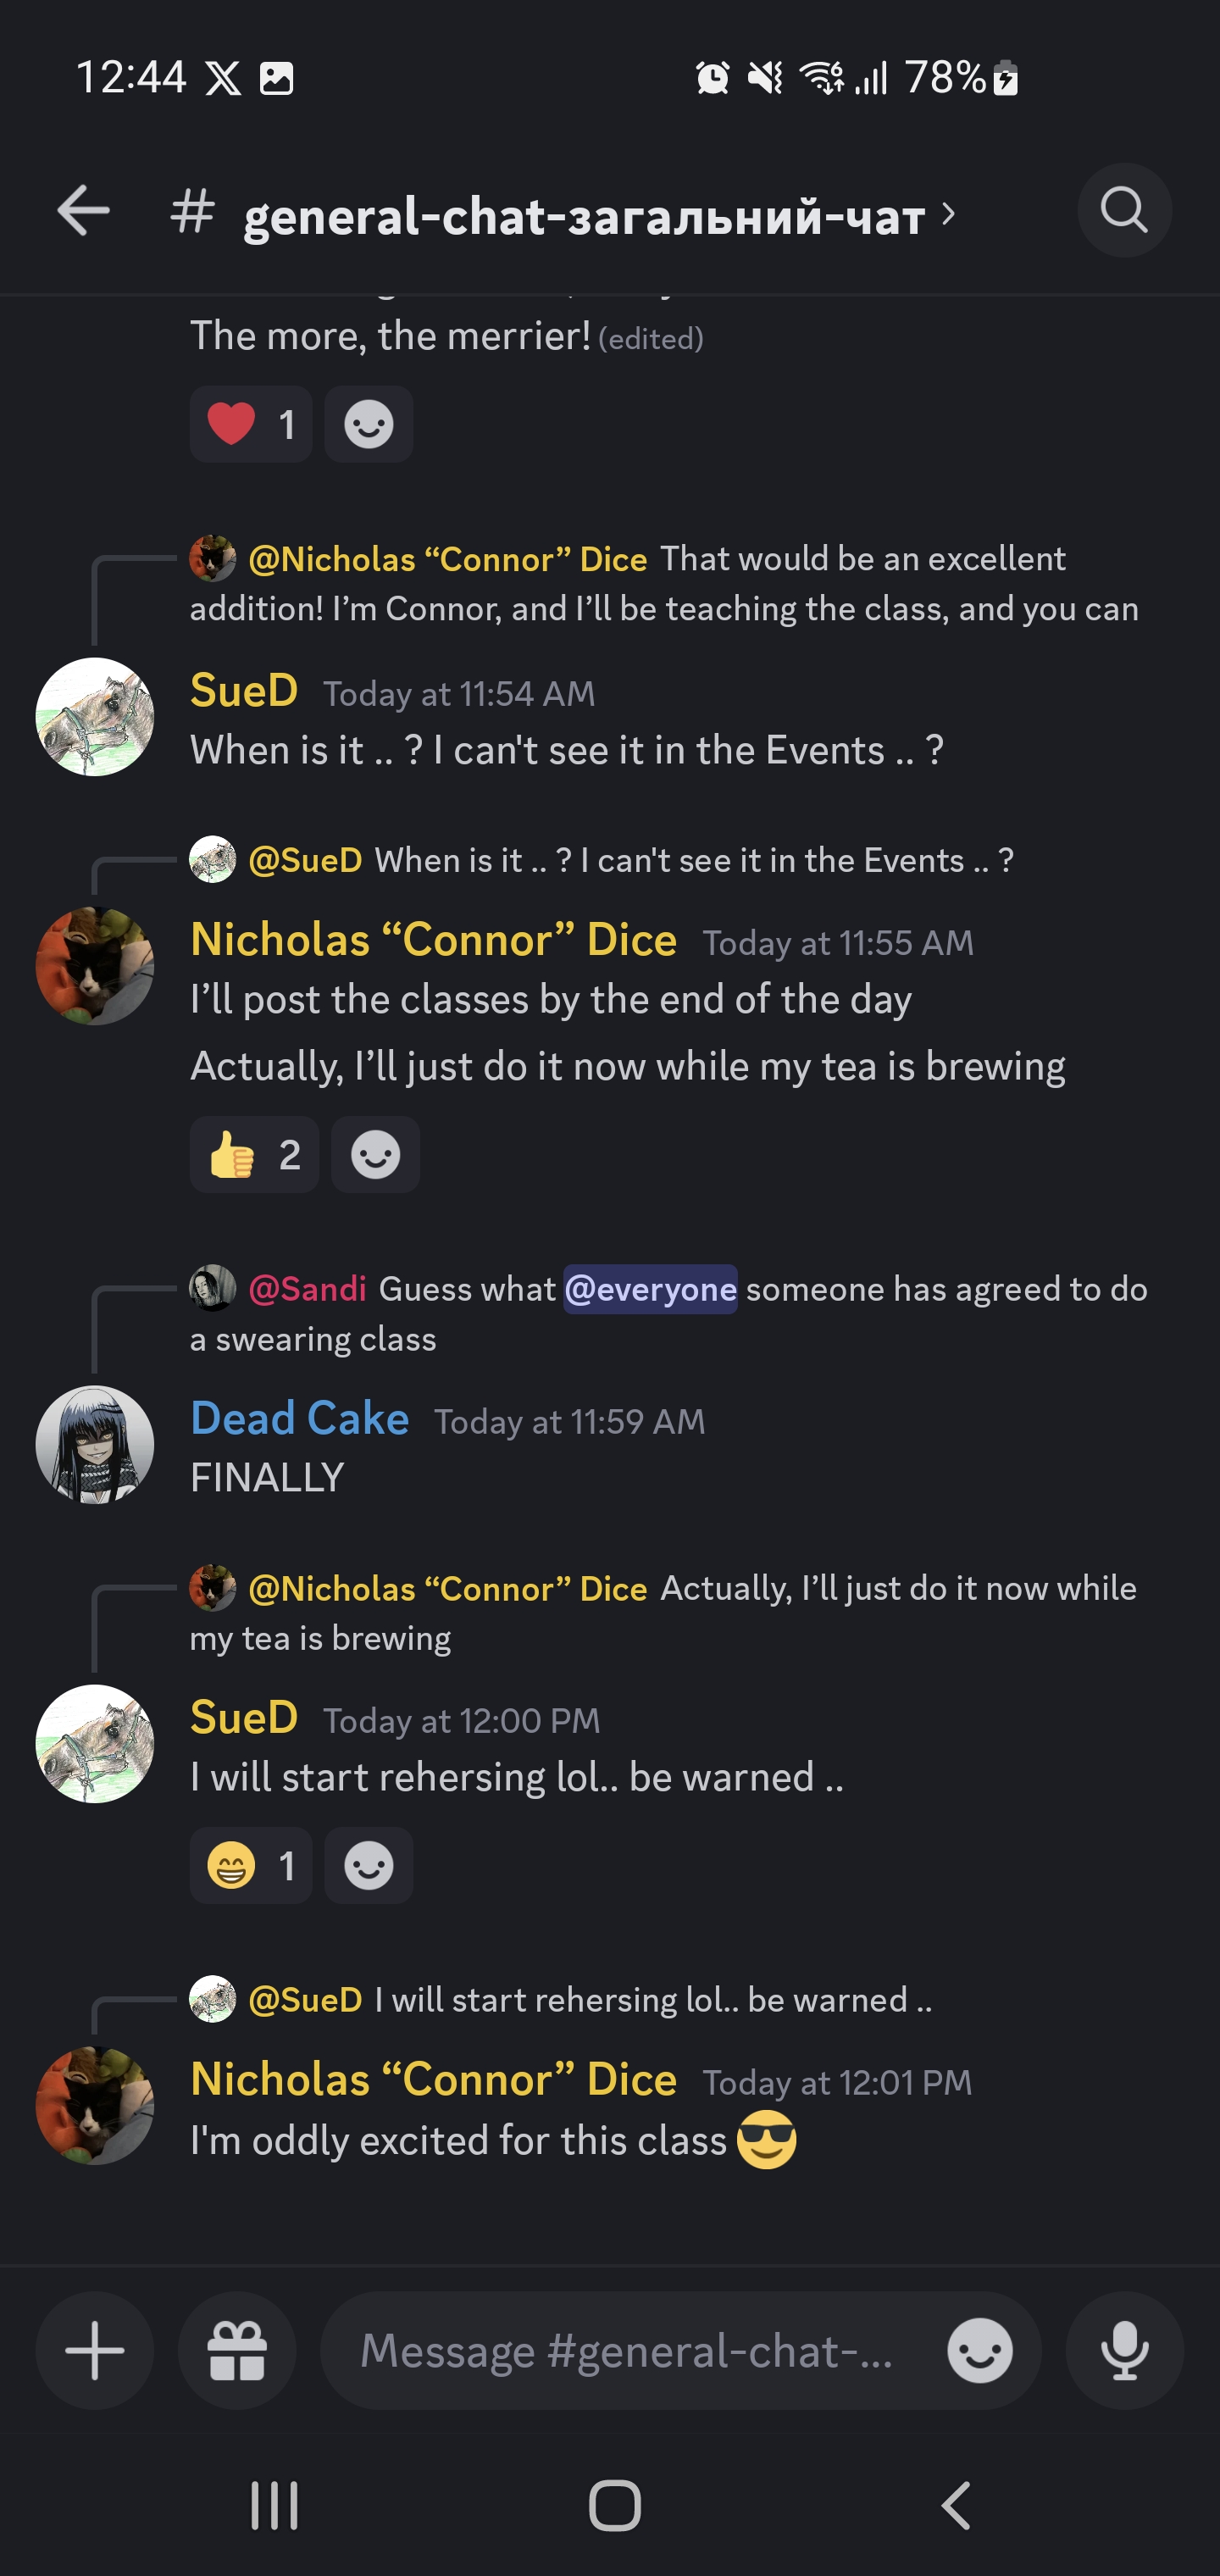 12:44 78%
# general-chat-загальний-чат
The more, the merrier! (edited)
1
@Nicholas “Connor” Dice That would be an excellent
addition! I’m Connor, and I’ll be teaching the class, and you can
SueD Today at 11:54 AM
When is it .. ? I can't see it in the Events .. ?
@SueD When is it .. ? I can't see it in the Events .. ?
Nicholas “Connor” Dice Today at 11:55 AM
I’ll post the classes by the end of the day
Actually, I’ll just do it now while my tea is brewing
2
@Sandi Guess what @everyone someone has agreed to do
a swearing class
Dead Cake Today at 11:59 AM
FINALLY
@Nicholas “Connor” Dice Actually, I’ll just do it now while
my tea is brewing
SueD Today at 12:00 PM
I will start rehersing lol.. be warned ..
1
@SueD I will start rehersing lol.. be warned ..
Nicholas “Connor” Dice Today at 12:01 PM
I'm oddly excited for this class 😎
Message #general-chat-...